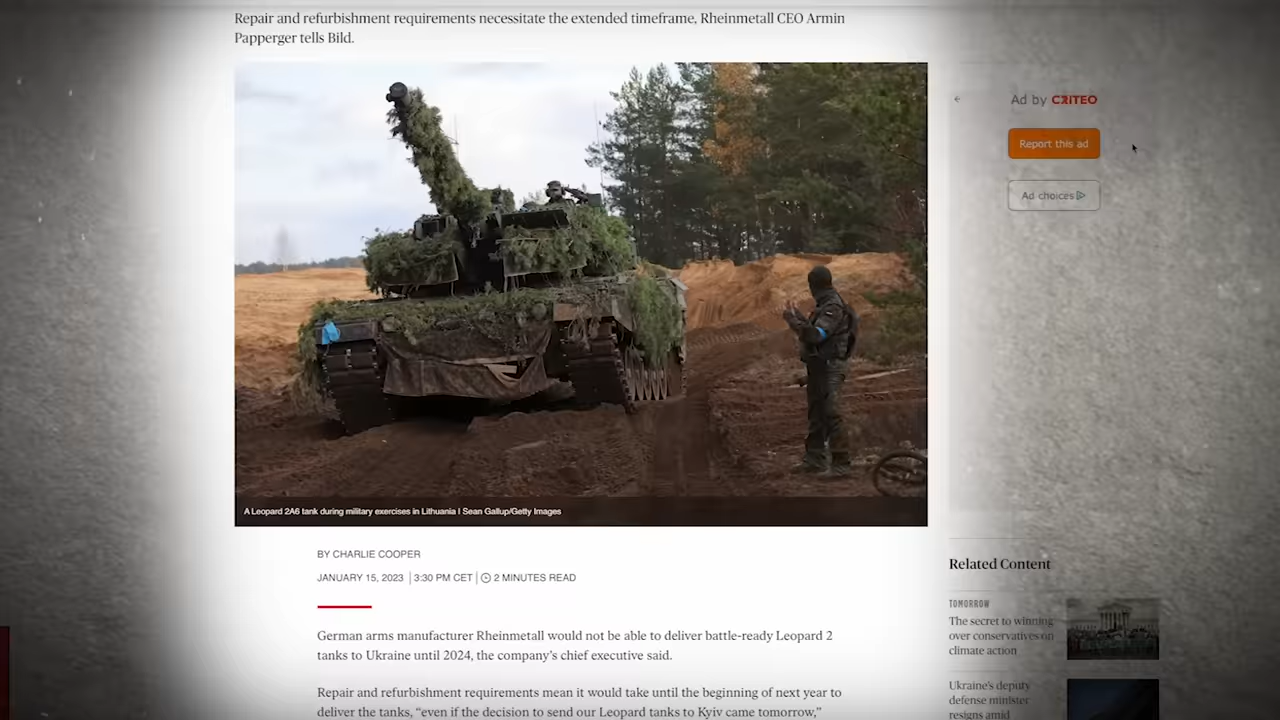 Repair and refurbishment requirements necessitate the extended timeframe, Rheinmetall CEO Armin
Papperger tells Bild.
Ad by CRITEO
Report this ad
Ad choices
A Leopard 2A6 tank during military exercises in Lithuania | Sean Gallup/Getty Images
BY CHARLIE COOPER
JANUARY 15, 2023 | 3:30 PM CET | 2 MINUTES READ
German arms manufacturer Rheinmetall would not be able to deliver battle-ready Leopard 2
tanks to Ukraine until 2024, the company's chief executive said.
Repair and refurbishment requirements mean it would take until the beginning of next year to
deliver the tanks, “even if the decision to send our Leopard tanks to Kyiv came tomorrow,”
Related Content
TOMORROW
The secret to winning
over conservatives on
climate action
Ukraine's deputy
defense minister
resigns amid